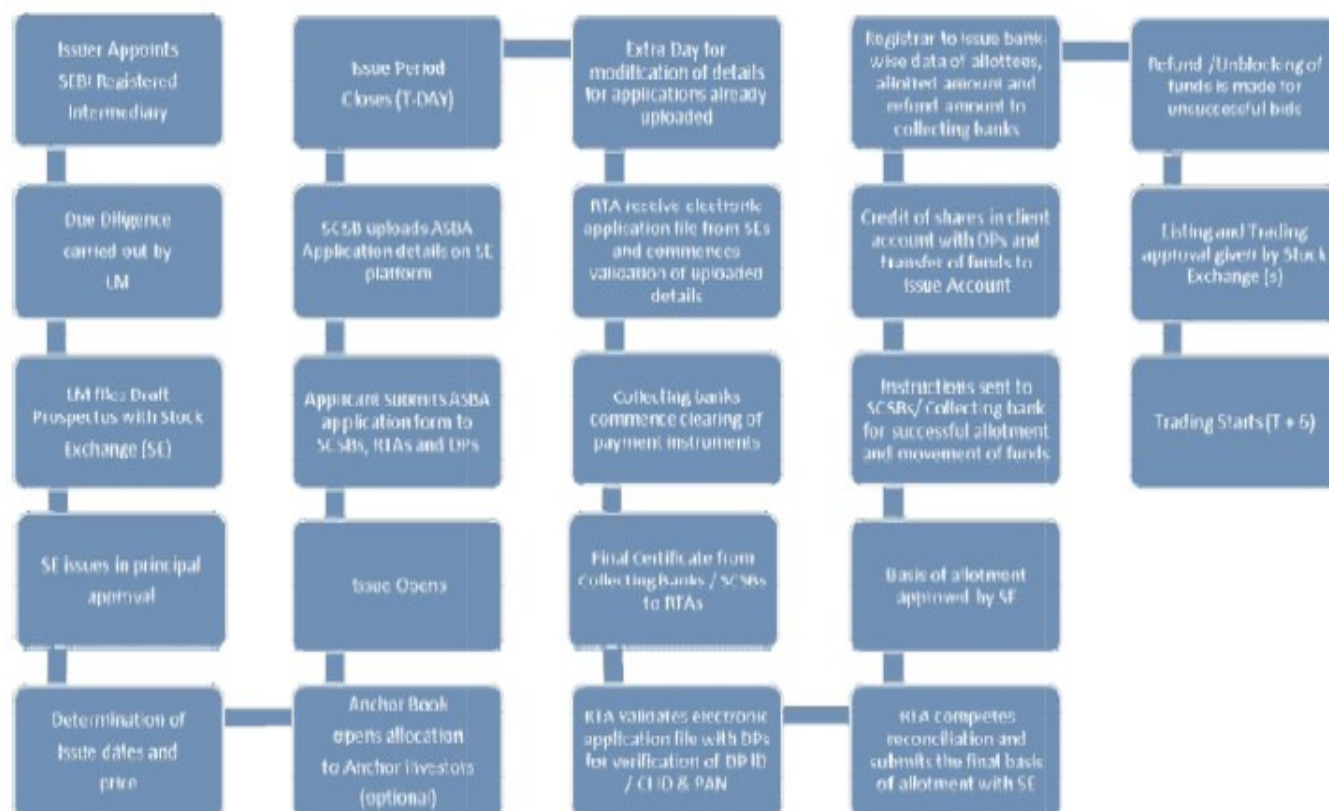 Issuer Appoints
SEBI Registered
Intermediary
Due Diligence
carried out by
LM
LM files Draft
Prospectus with Stock
Exchange (SE)
SE issues in principal
approval
Determination of
Issue dates and
price
Anchor Book
opens allocation
to Anchor Investors
(optional)
Issue Opens
Applicant submits ASBA
application form to
SCSBs, RTAs and DPs
SCSB uploads ASBA
Application details on SE
platform
Issue Period
Closes (T-DAY)
Extra Day for
modification of details
for applications already
uploaded
RTA receive electronic
application file from SEs
and commences
validation of uploaded
details
Collecting banks
commence clearing of
payment instruments
Final Certificate from
Collecting Banks / SCSBs
to RTAs
RTA validates electronic
application file with DPs
for verification of DP ID
/ CI ID & PAN
RTA completes
reconciliation and
submits the final basis
of allotment with SE
Basis of allotment
approved by SE
Instructions sent to
SCSBs/ Collecting bank
for successful allotment
and movement of funds
Credit of shares in client
account with DPs and
transfer of funds to
Issue Account
Registrar to issue bank-
wise data of allottees,
allotted amount and
refund amount to
collecting banks
Refund /Unblocking of
funds is made for
unsuccessful bids
Listing and Trading
approval given by Stock
Exchange (s)
Trading Starts (T + 6)